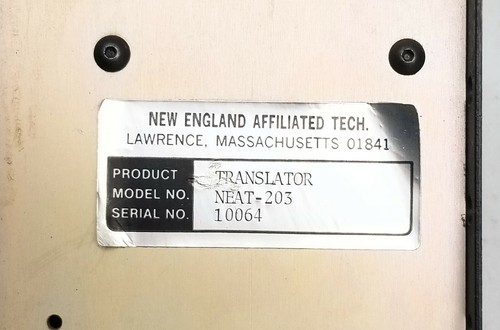 NEW ENGLAND AFFILIATED TECH.
LAWRENCE, MASSACHUSETTS 01841
PRODUCT TRANSLATOR
MODEL NO. NEAT-203
SERIAL NO. 10064